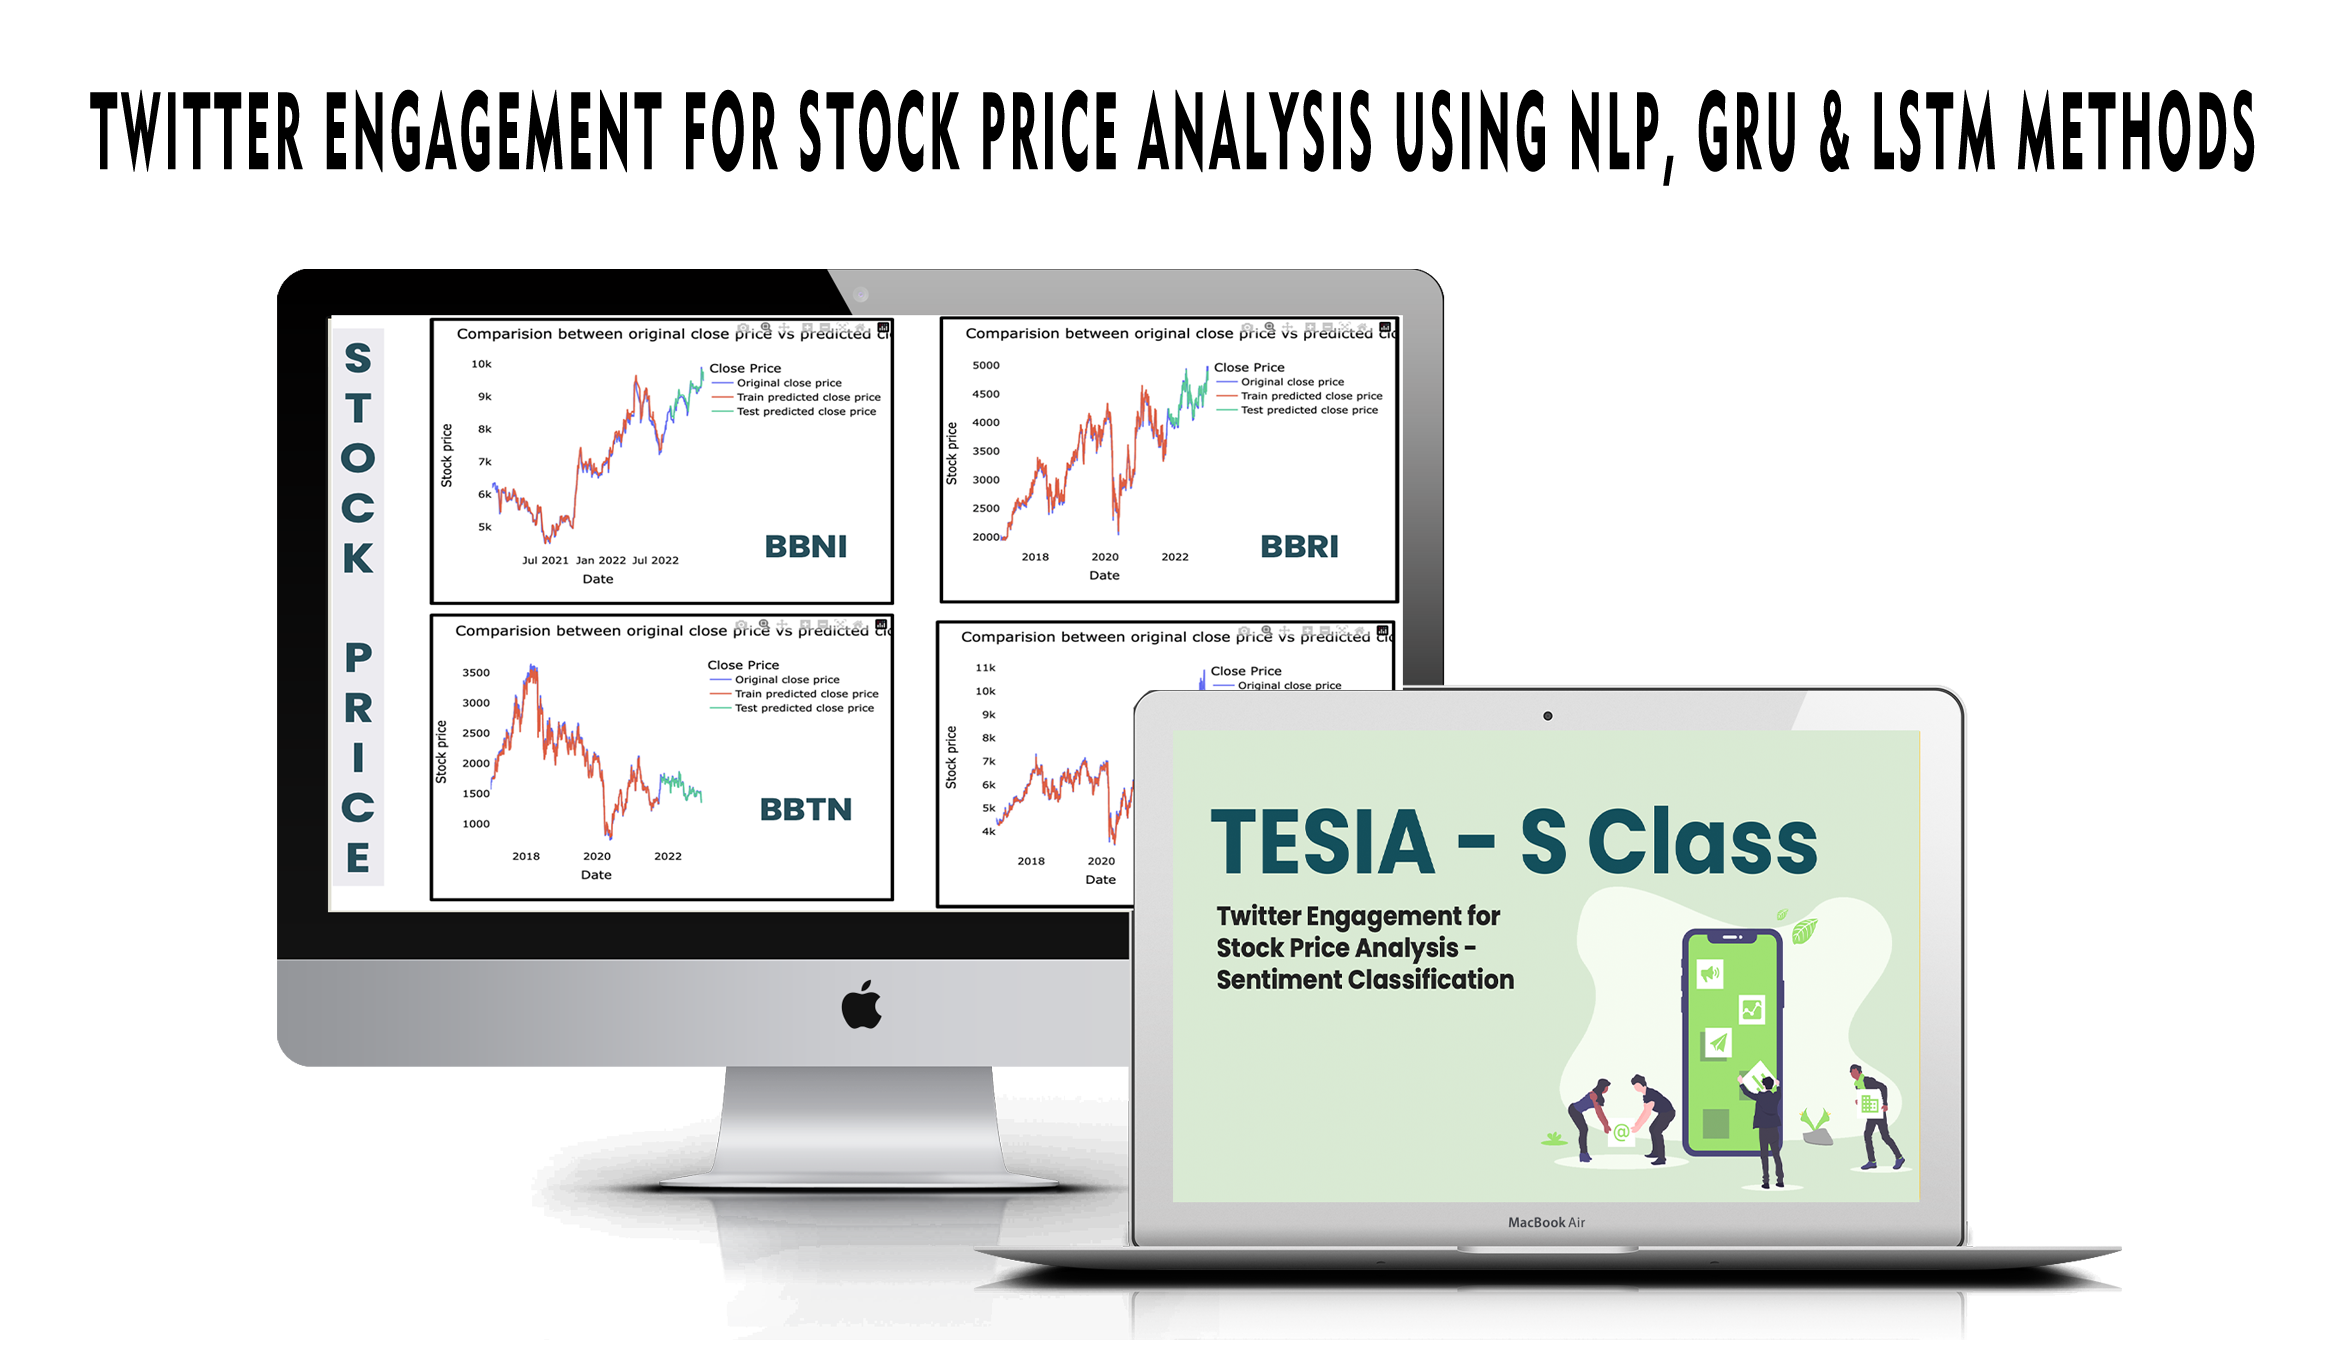 TWITTER ENGAGEMENT FOR STOCK PRICE ANALYSIS USING NLP, GRU & LSTM METHODS
STOCK PRICE
Comparision between original close price vs predicted
10k
9k
8k
7k
6k
5k
Stock price
Close Price
Original close price
Train predicted close price
Test predicted close price
BBNI
Jul 2021 Jan 2022 Jul 2022
Date
Comparision between original close price vs predicted
5000
4500
4000
3500
3000
2500
2000
Stock price
Close Price
Original close price
Train predicted close price
Test predicted close price
BBRI
2018 2020 2022
Date
Comparision between original close price vs predicted
3500
3000
2500
2000
1500
1000
Stock price
Close Price
Original close price
Train predicted close price
Test predicted close price
BBTN
2018 2020 2022
Date
Comparision between original close price vs predicted
11k
10k
9k
8k
7k
6k
5k
4k
Stock price
Close Price
Original close price
2018 2020
Date
TESIA - S Class
Twitter Engagement for
Stock Price Analysis -
Sentiment Classification
@
MacBook Air